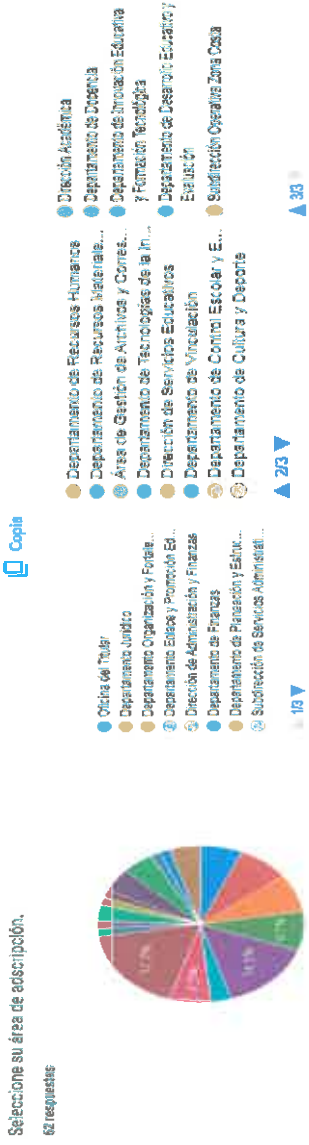 Seleccione su área de adscripción.
62 respuestas
Copia
Oficina del Titular
Departamento Jurídico
Departamento Organización y Fortale...
Departamento Enlace y Promoción Ed...
Dirección de Administración y Finanzas
Departamento de Finanzas
Departamento de Planeación y Estruc...
Subdirección de Servicios Administrati...
1/3
Departamento de Recursos Humanos
Departamento de Recursos Materiale...
Área de Gestión de Archivos y Corres...
Departamento de Tecnologías de la In...
Dirección de Servicios Educativos
Departamento de Vinculación
Departamento de Control Escolar y E...
Departamento de Cultura y Deporte
2/3
Dirección Académica
Departamento de Docencia
Departamento de Innovación Educativa
y Formación Tecnológica
Departamento de Desarrollo Educativo y
Evaluación
Subdirección Operativa Zona Costa
3/3